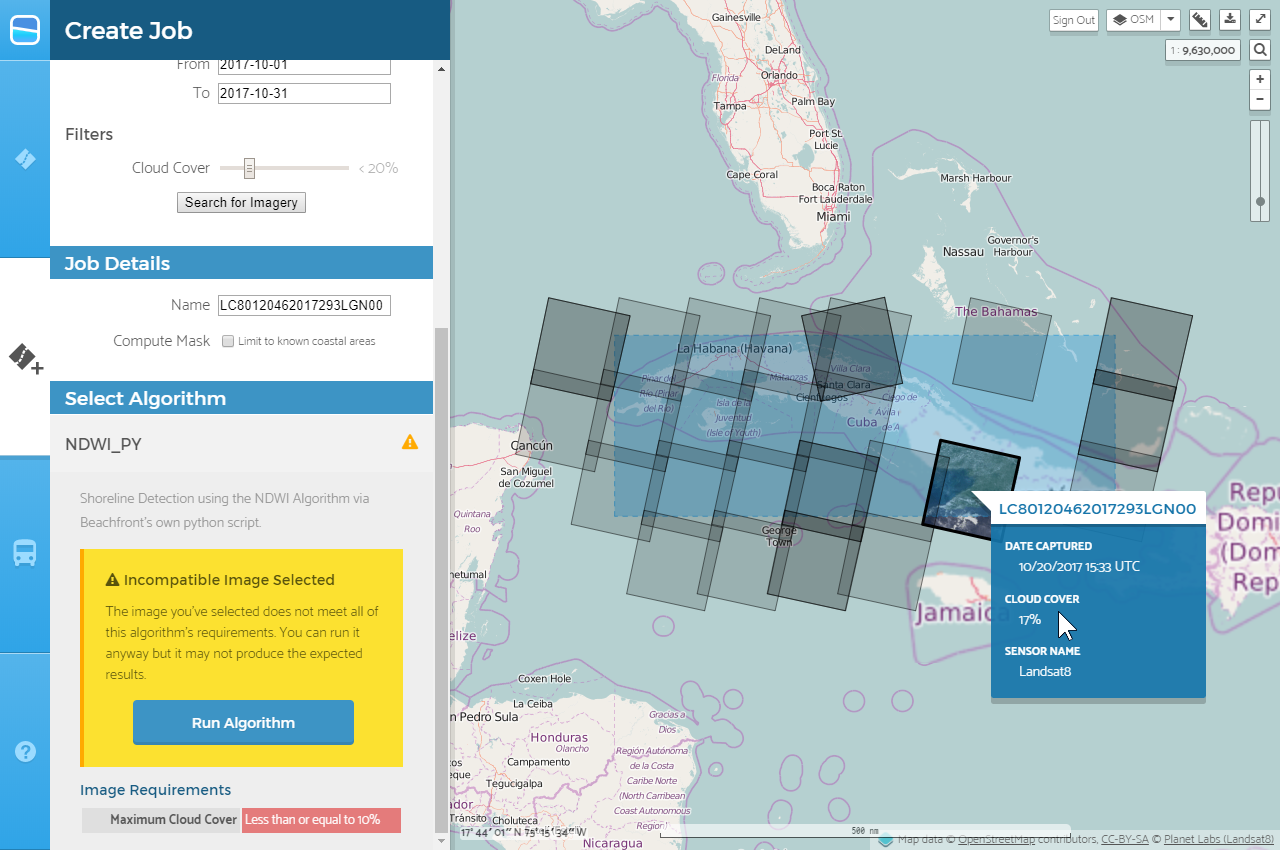 Create Job
From 2017-10-01
To 2017-10-31
Filters
Cloud Cover < 20%
Search for Imagery
Job Details
Name LC80120462017293LGN00
Compute Mask Limit to known coastal areas
Select Algorithm
NDWI_PY
Shoreline Detection using the NDWI Algorithm via
Beachfront's own python script.
Incompatible Image Selected
The image you've selected does not meet all of
this algorithm's requirements. You can run it
anyway but it may not produce the expected
results.
Run Algorithm
Image Requirements
Maximum Cloud Cover Less than or equal to 10%
Sign Out
OSM
1 : 9,630,000
+
−
Gainesville
DeLand
Orlando
Florida
Tampa
Palm Bay
Port St.
Lucie
Cape Coral
Boca Raton
Fort Lauderdale
Miami
Marsh Harbour
Nassau
Governor's
Harbour
The Bahamas
La Habana (Havana)
Pinar del
Río (Pinar
del Río)
Matanzas
Villa Clara
Santa Clara
Cienfuegos
Isla de la
Juventud
(Isle of Youth)
Ciego de
Ávila
Cuba
Cancún
San Miguel
de Cozumel
Quintana
Roo
George
Town
Jamaica
Repu
Domini
(Dom
Rep
LC80120462017293LGN00
DATE CAPTURED
10/20/2017 15:33 UTC
CLOUD COVER
17%
SENSOR NAME
Landsat8
hetumal
elize
Coxen Hole
La Ceiba
n Pedro Sula
Honduras
Olancho
Campamento
Tegucigalpa
Gracias a
Dios
Región Autónoma
de la Costa
Caribe Norte
(North Carribean
Coast Autonomous
Region)
ador
Tránsito
Choluteca
Nicaragua
17° 44′ 01″ N 75° 15′ 34″ W
500 nm
Map data © OpenStreetMap contributors, CC-BY-SA © Planet Labs (Landsat8)